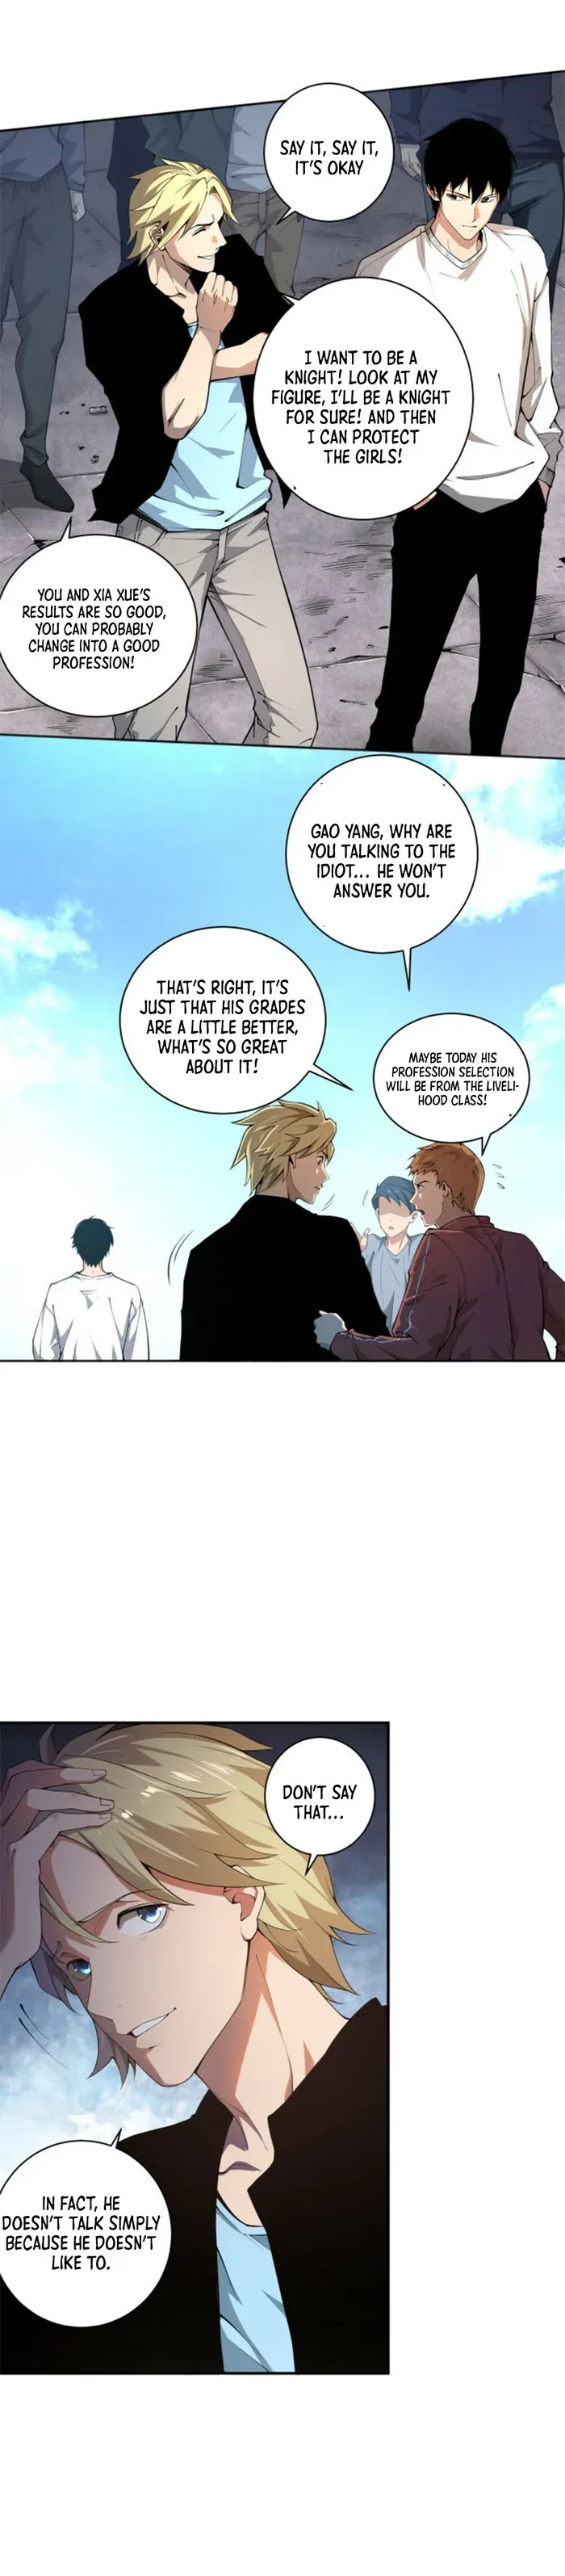 SAY IT, SAY IT,
IT'S OKAY
I WANT TO BE A
KNIGHT! LOOK AT MY
FIGURE, I'LL BE A KNIGHT
FOR SURE! AND THEN
I CAN PROTECT
THE GIRLS!
YOU AND XIA XUE'S
RESULTS ARE SO GOOD,
YOU CAN PROBABLY
CHANGE INTO A GOOD
PROFESSION!
GAO YANG, WHY ARE
YOU TALKING TO THE
IDIOT... HE WON'T
ANSWER YOU.
THAT'S RIGHT, IT'S
JUST THAT HIS GRADES
ARE A LITTLE BETTER,
WHAT'S SO GREAT
ABOUT IT!
MAYBE TODAY HIS
PROFESSION SELECTION
WILL BE FROM THE LIVELI-
HOOD CLASS!
DON'T SAY
THAT...
IN FACT, HE
DOESN'T TALK SIMPLY
BECAUSE HE DOESN'T
LIKE TO.